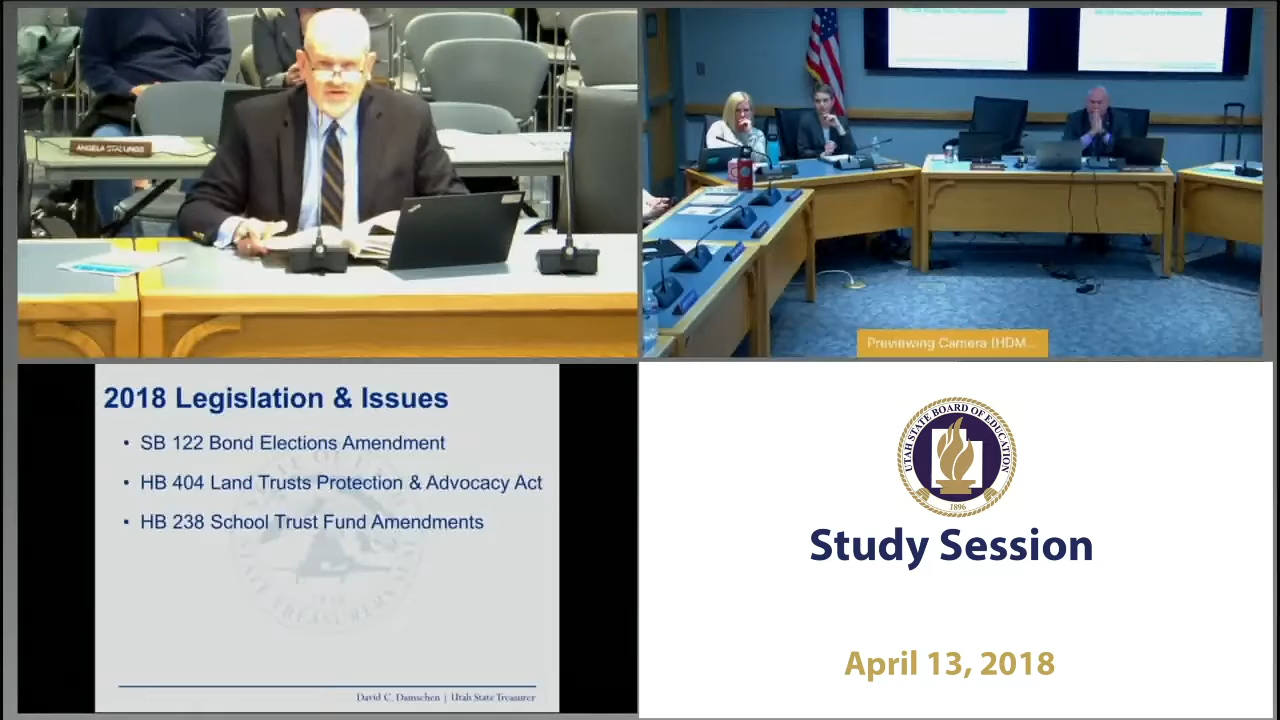 ANGELA STALLINGS
Previewing Camera (HDM...
2018 Legislation & Issues
• SB 122 Bond Elections Amendment
• HB 404 Land Trusts Protection & Advocacy Act
• HB 238 School Trust Fund Amendments
David C. Damschen | Utah State Treasurer
UTAH STATE BOARD OF EDUCATION
1896
Study Session
April 13, 2018